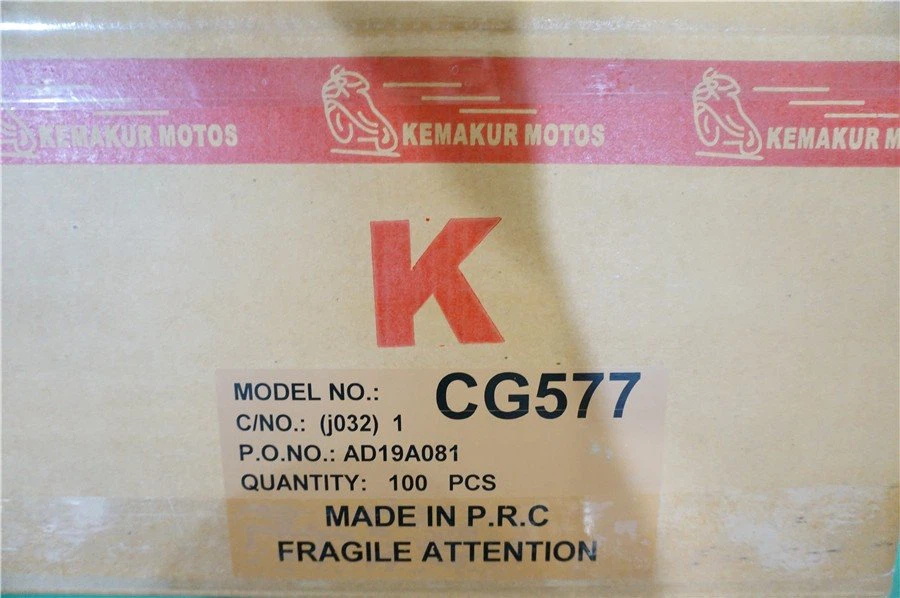 KEMAKUR MOTOS KEMAKUR MOTOS KEMAKUR M
K
MODEL NO.: CG577
C/NO.: (j032) 1
P.O.NO.: AD19A081
QUANTITY: 100 PCS
MADE IN P.R.C
FRAGILE ATTENTION